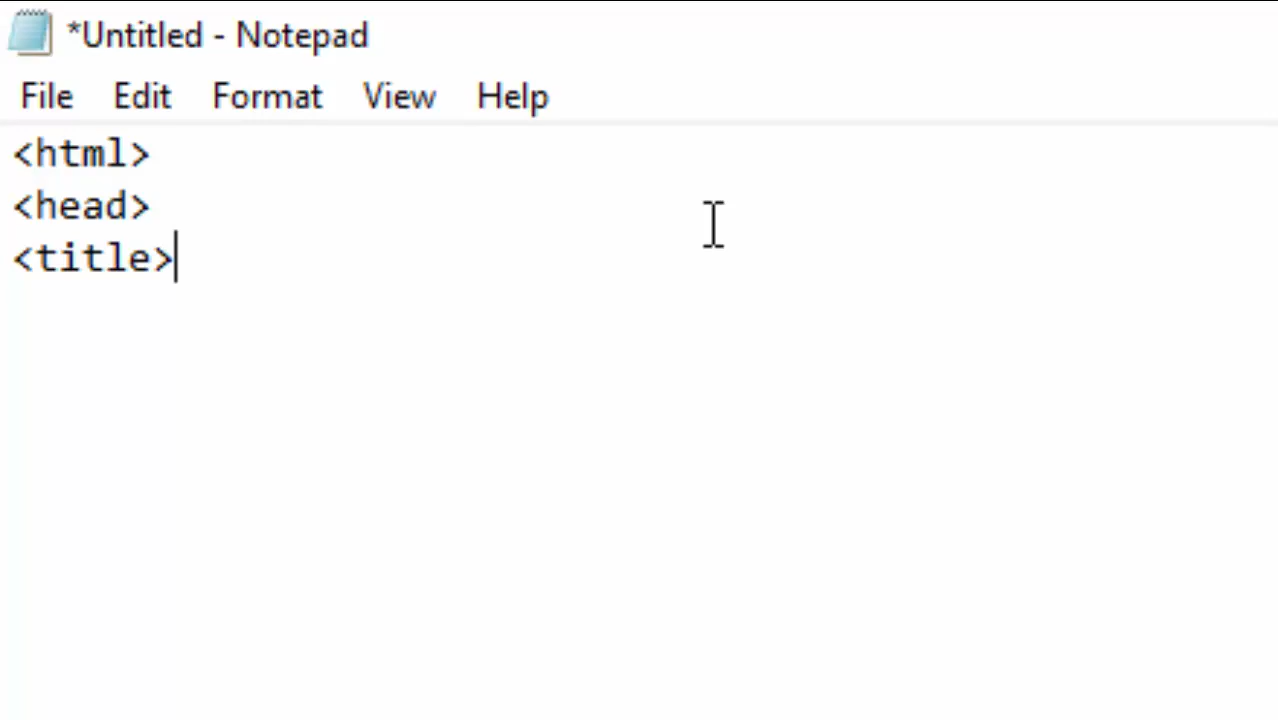 *Untitled - Notepad
File Edit Format View Help
<html>
<head>
<title>